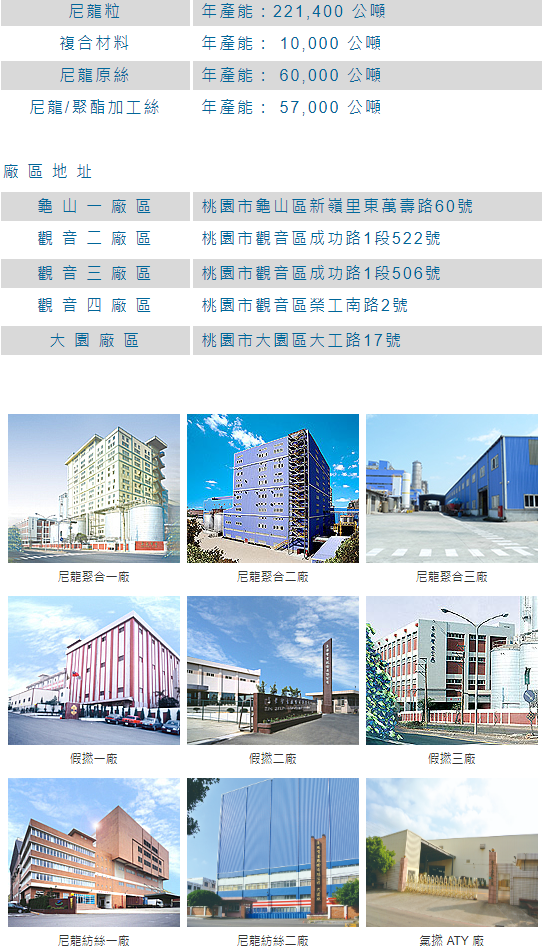 尼龍粒 年產能：221,400 公噸
複合材料 年產能： 10,000 公噸
尼龍原絲 年產能： 60,000 公噸
尼龍/聚酯加工絲 年產能： 57,000 公噸
廠 區 地 址
龜 山 一 廠 區 桃園市龜山區新嶺里東萬壽路60號
觀 音 二 廠 區 桃園市觀音區成功路1段522號
觀 音 三 廠 區 桃園市觀音區成功路1段506號
觀 音 四 廠 區 桃園市觀音區榮工南路2號
大 園 廠 區 桃園市大園區大工路17號
尼龍聚合一廠 尼龍聚合二廠 尼龍聚合三廠
假撚一廠 假撚二廠 假撚三廠
尼龍紡絲一廠 尼龍紡絲二廠 氣撚 ATY 廠